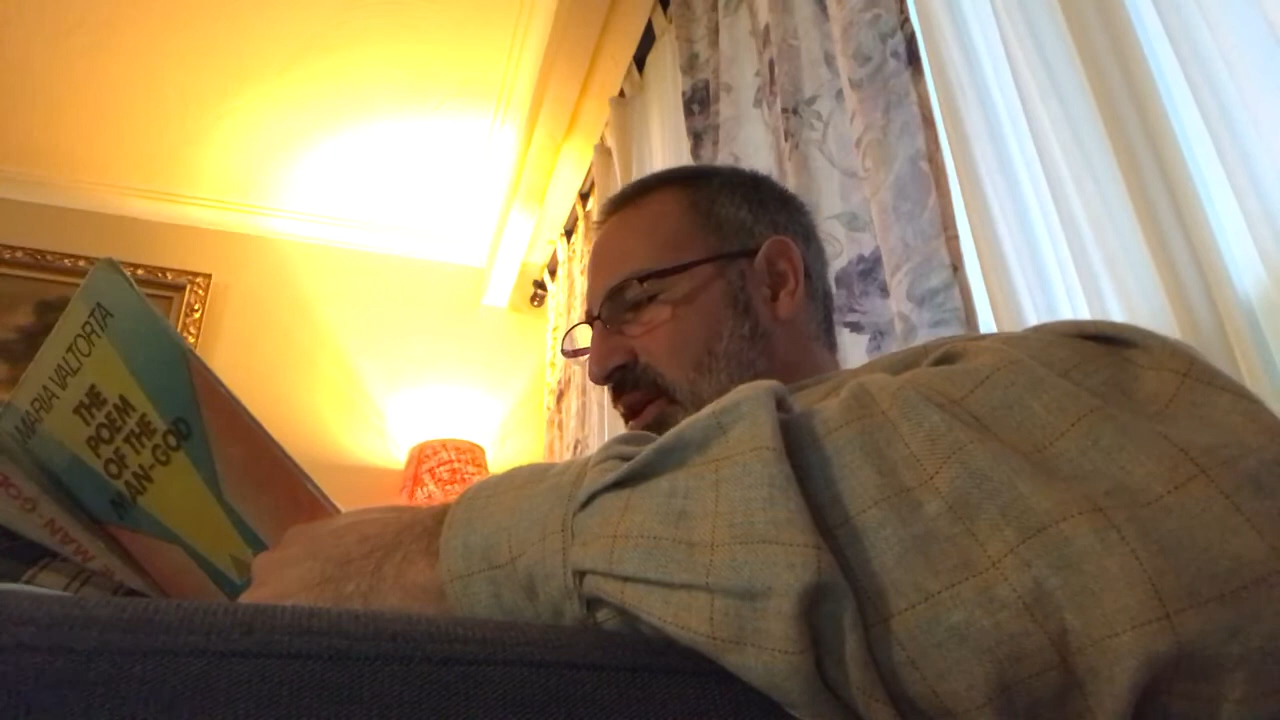 MARIA VALTORTA
THE
POEM
OF THE
MAN-GOD
MAN-GOD